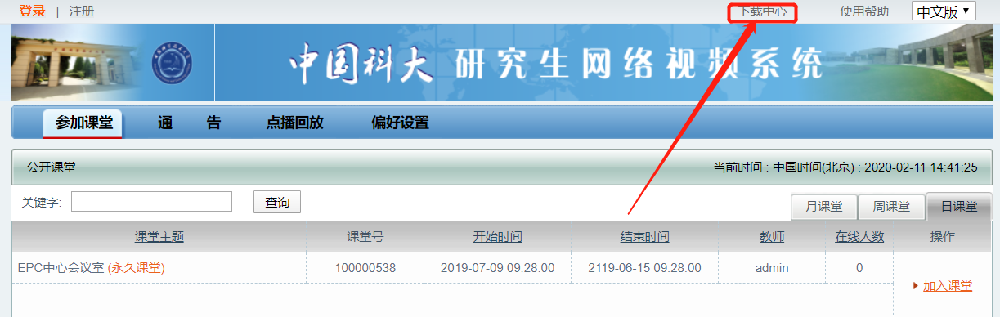 登录 | 注册 下载中心 使用帮助 中文版
中国科大 研究生网络视频系统
参加课堂 通 告 点播回放 偏好设置
公开课堂 当前时间 : 中国时间(北京) : 2020-02-11 14:41:25
关键字: 查询 月课堂 周课堂 日课堂
课堂主题 课堂号 开始时间 结束时间 教师 在线人数 操作
EPC中心会议室 (永久课堂) 100000538 2019-07-09 09:28:00 2119-06-15 09:28:00 admin 0
加入课堂